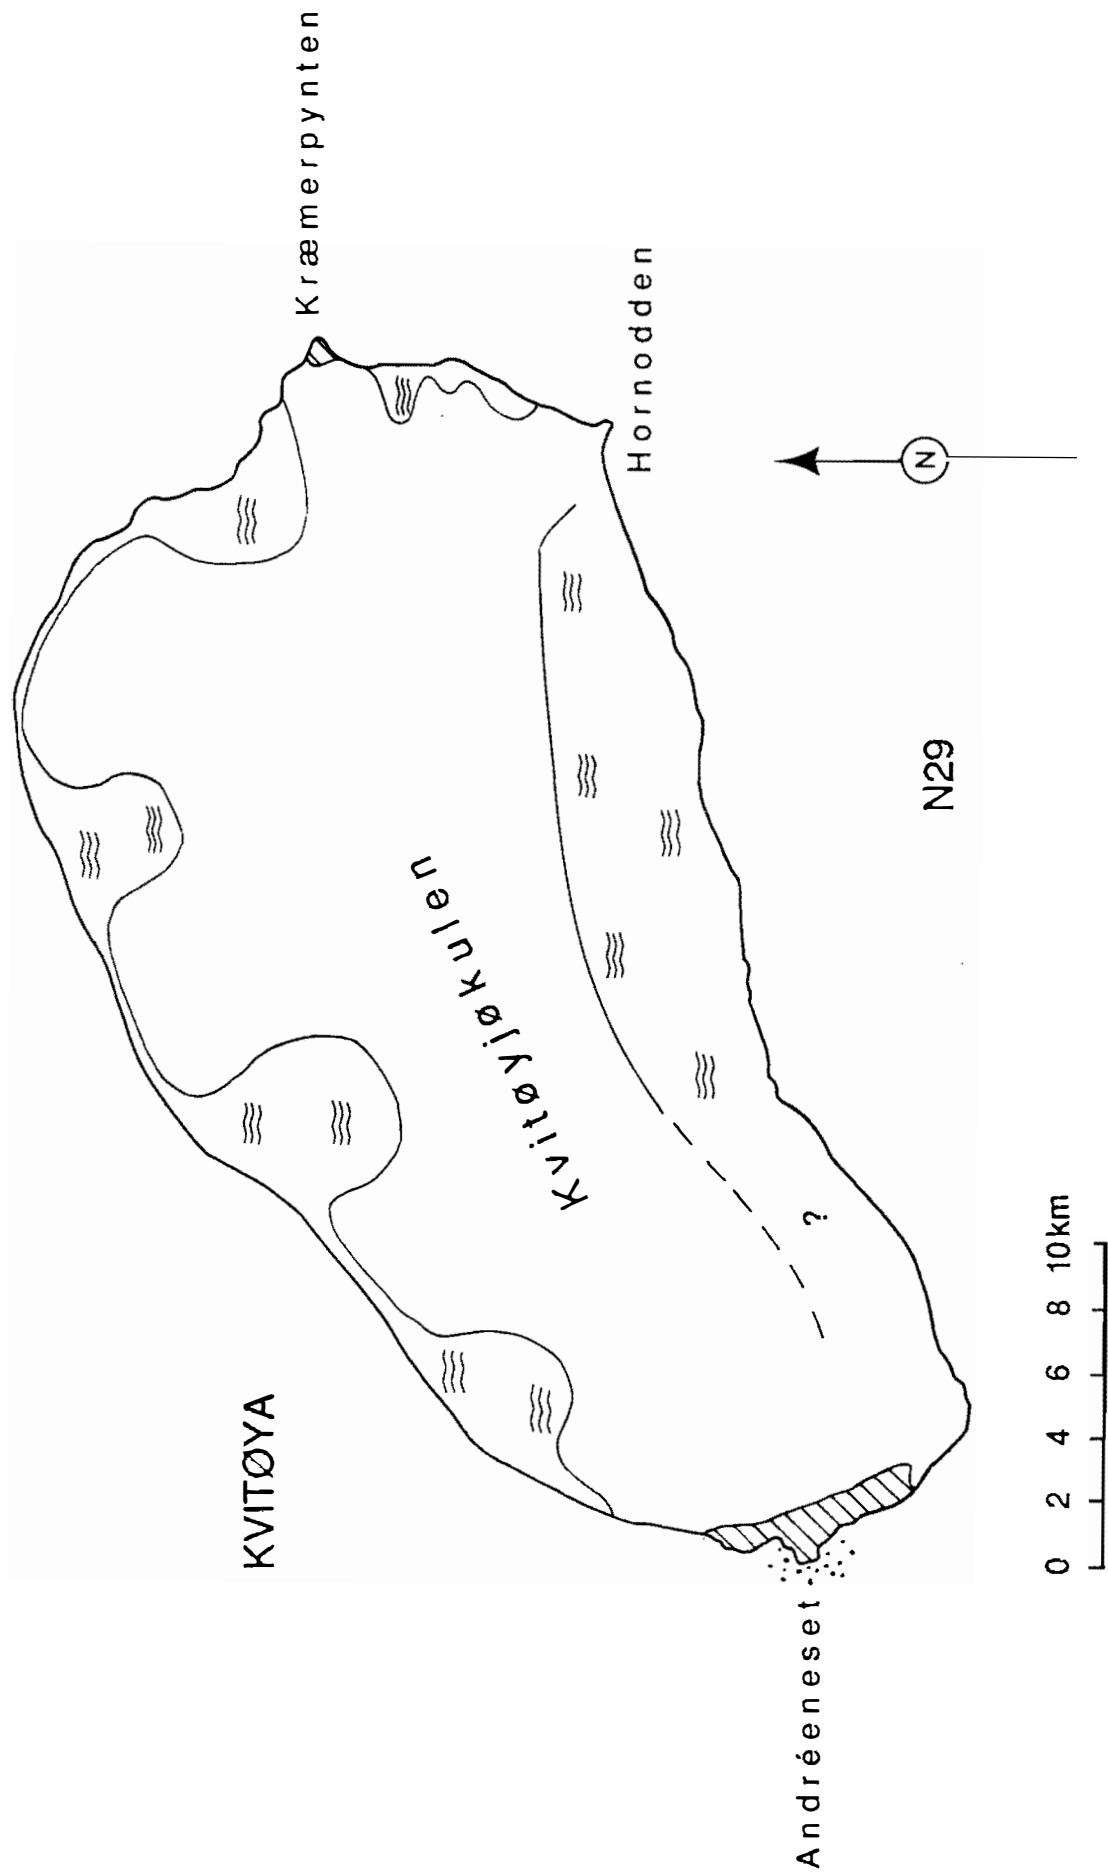 KVITØYA
Kræmerpynten
Kvitøyjøkulen
Hornodden
?
Andréeneset
N29
N
0 2 4 6 8 10km